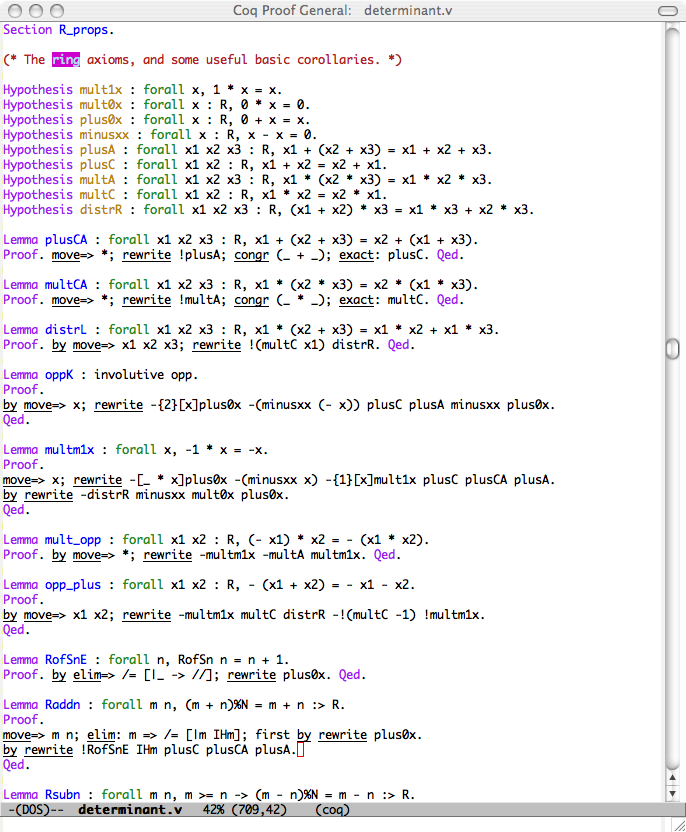 Coq Proof General: determinant.v
Section R_props.
(* The ring axioms, and some useful basic corollaries. *)
Hypothesis mult1x : forall x, 1 * x = x.
Hypothesis mult0x : forall x : R, 0 * x = 0.
Hypothesis plus0x : forall x : R, 0 + x = x.
Hypothesis minusxx : forall x : R, x - x = 0.
Hypothesis plusA : forall x1 x2 x3 : R, x1 + (x2 + x3) = x1 + x2 + x3.
Hypothesis plusC : forall x1 x2 : R, x1 + x2 = x2 + x1.
Hypothesis multA : forall x1 x2 x3 : R, x1 * (x2 * x3) = x1 * x2 * x3.
Hypothesis multC : forall x1 x2 : R, x1 * x2 = x2 * x1.
Hypothesis distrR : forall x1 x2 x3 : R, (x1 + x2) * x3 = x1 * x3 + x2 * x3.
Lemma plusCA : forall x1 x2 x3 : R, x1 + (x2 + x3) = x2 + (x1 + x3).
Proof. move=> *; rewrite !plusA; congr (_ + _); exact: plusC. Qed.
Lemma multCA : forall x1 x2 x3 : R, x1 * (x2 * x3) = x2 * (x1 * x3).
Proof. move=> *; rewrite !multA; congr (_ * _); exact: multC. Qed.
Lemma distrL : forall x1 x2 x3 : R, x1 * (x2 + x3) = x1 * x2 + x1 * x3.
Proof. by move=> x1 x2 x3; rewrite !(multC x1) distrR. Qed.
Lemma oppK : involutive opp.
Proof.
by move=> x; rewrite -{2}[x]plus0x -(minusxx (- x)) plusC plusA minusxx plus0x.
Qed.
Lemma multm1x : forall x, -1 * x = -x.
Proof.
move=> x; rewrite -[_ * x]plus0x -(minusxx x) -{1}[x]mult1x plusC plusCA plusA.
by rewrite -distrR minusxx mult0x plus0x.
Qed.
Lemma mult_opp : forall x1 x2 : R, (- x1) * x2 = - (x1 * x2).
Proof. by move=> *; rewrite -multm1x -multA multm1x. Qed.
Lemma opp_plus : forall x1 x2 : R, - (x1 + x2) = - x1 - x2.
Proof.
by move=> x1 x2; rewrite -multm1x multC distrR -!(multC -1) !multm1x.
Qed.
Lemma RofSnE : forall n, RofSn n = n + 1.
Proof. by elim=> /= [|_ -> //]; rewrite plus0x. Qed.
Lemma Raddn : forall m n, (m + n)%N = m + n :> R.
Proof.
move=> m n; elim: m => /= [|m IHm]; first by rewrite plus0x.
by rewrite !RofSnE IHm plusC plusCA plusA.
Qed.
Lemma Rsubn : forall m n, m >= n -> (m - n)%N = m - n :> R.
-(DOS)-- determinant.v 42% (709,42) (coq)